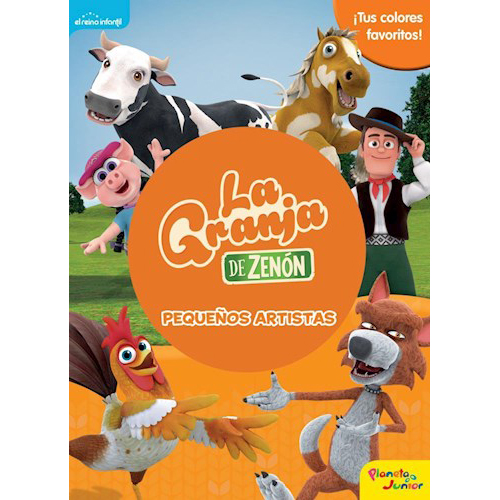 el reino infantil
¡Tus colores
favoritos!
La
Granja
DE ZENÓN
PEQUEÑOS ARTISTAS
Planeta
Junior